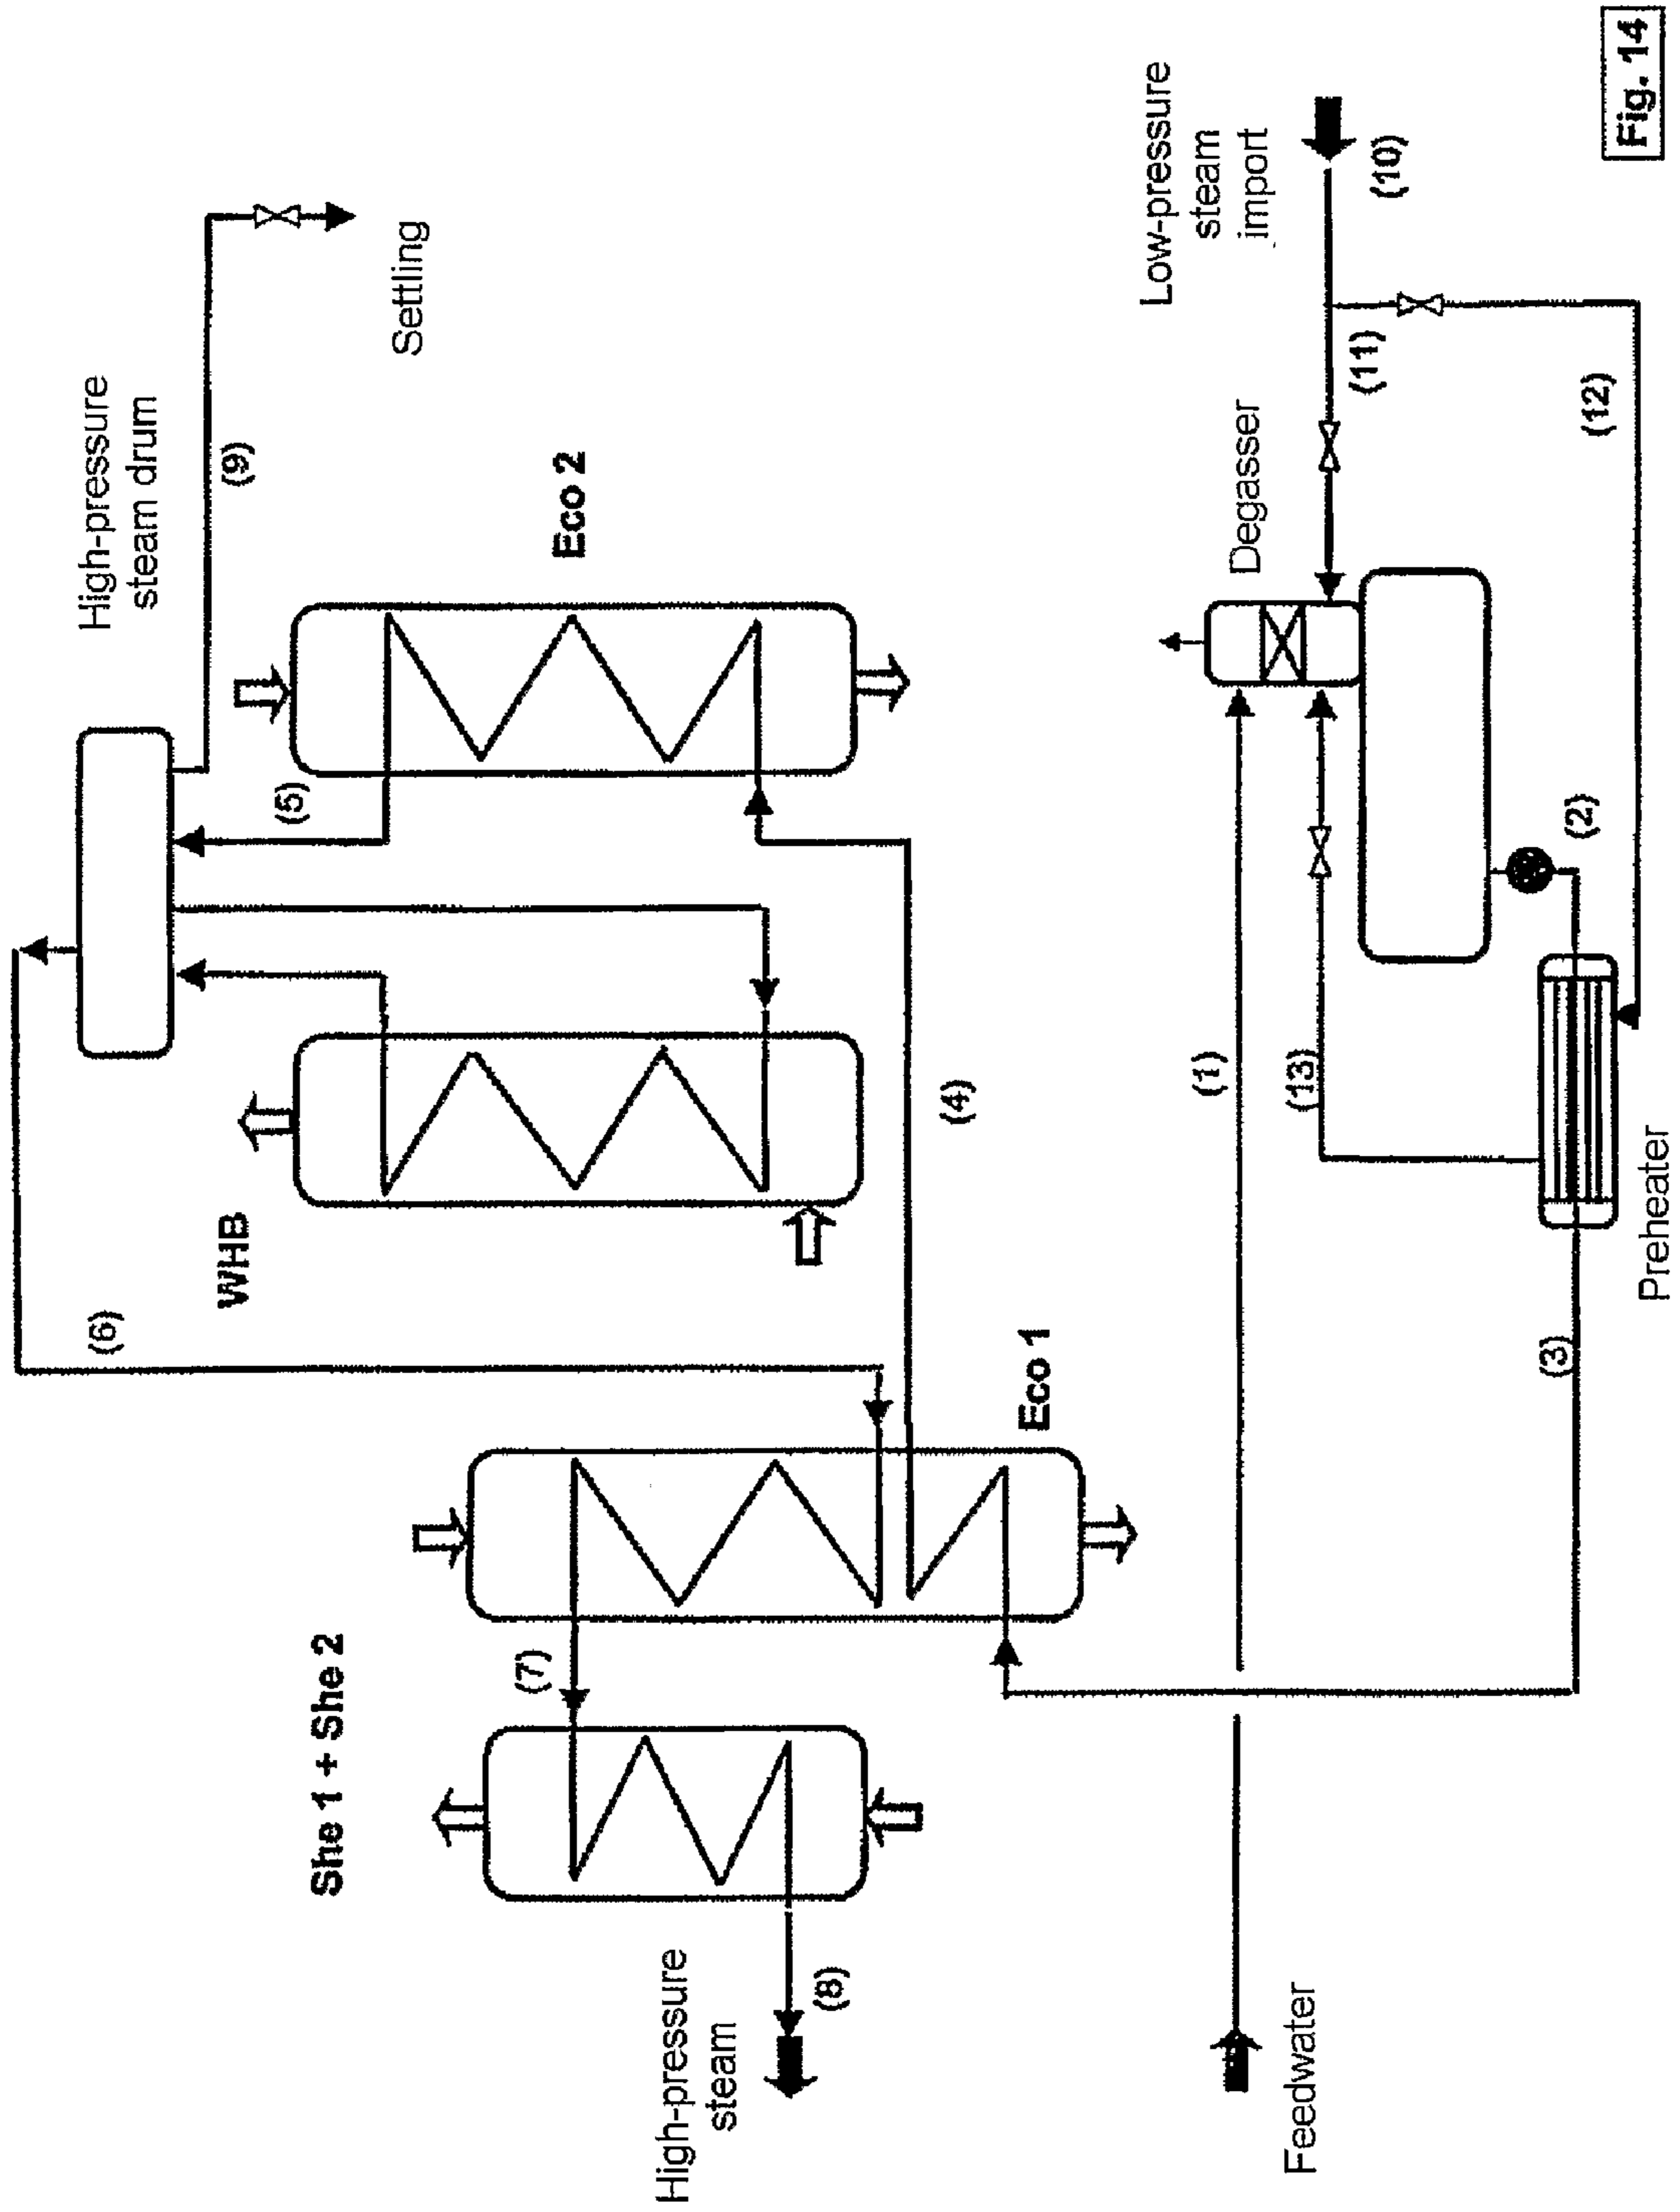 High-pressure
steam drum
(6)
(9)
(5)
Settling
WHB
Eco 2
She 1 + She 2
(7)
(4)
Eco 1
High-pressure
steam
(8)
Low-pressure
steam
import
(10)
Degasser
(11)
(1)
(13)
Feedwater
(2)
(12)
(3)
Preheater
Fig. 14